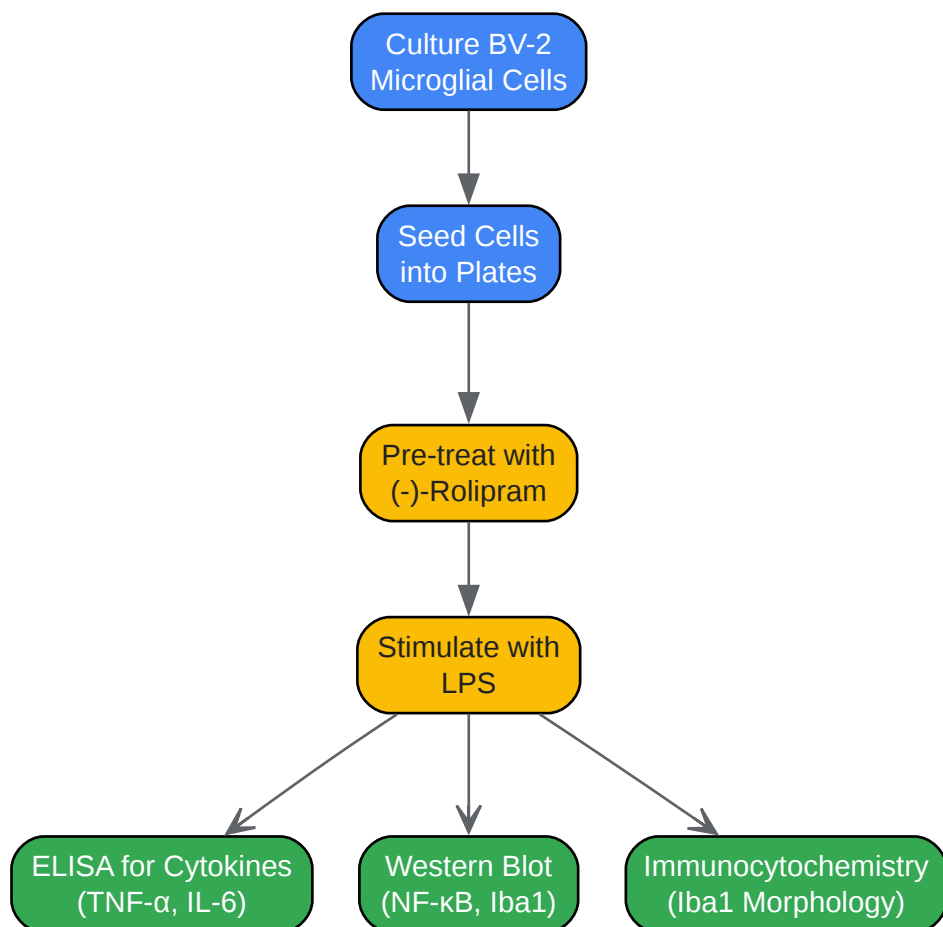 Culture BV-2
Microglial Cells
Seed Cells
into Plates
Pre-treat with
(-)-Rolipram
Stimulate with
LPS
ELISA for Cytokines
(TNF-α, IL-6)
Western Blot
(NF-κB, Iba1)
Immunocytochemistry
(Iba1 Morphology)